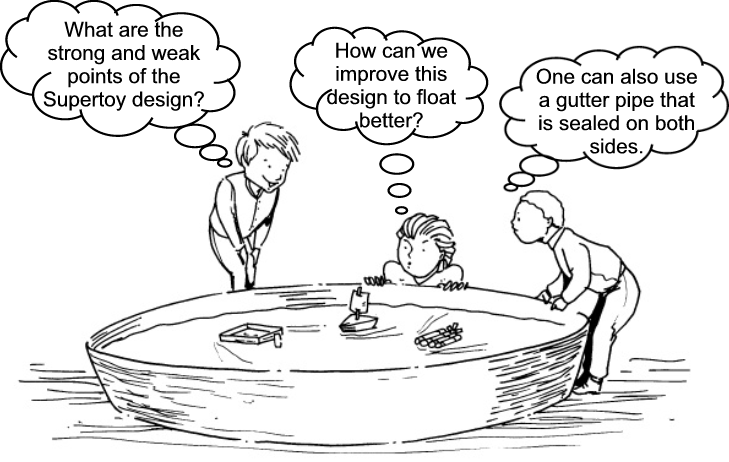 What are the
strong and weak
points of the
Supertoy design?
How can we
improve this
design to float
better?
One can also use
a gutter pipe that
is sealed on both
sides.